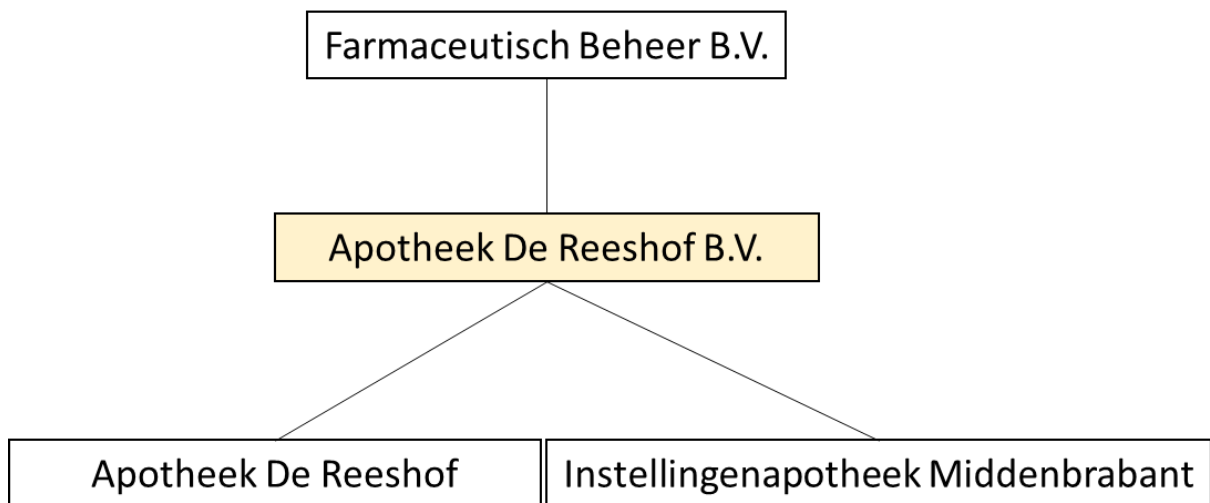 Farmaceutisch Beheer B.V.
Apotheek De Reeshof B.V.
Apotheek De Reeshof
Instellingenapotheek Middenbrabant